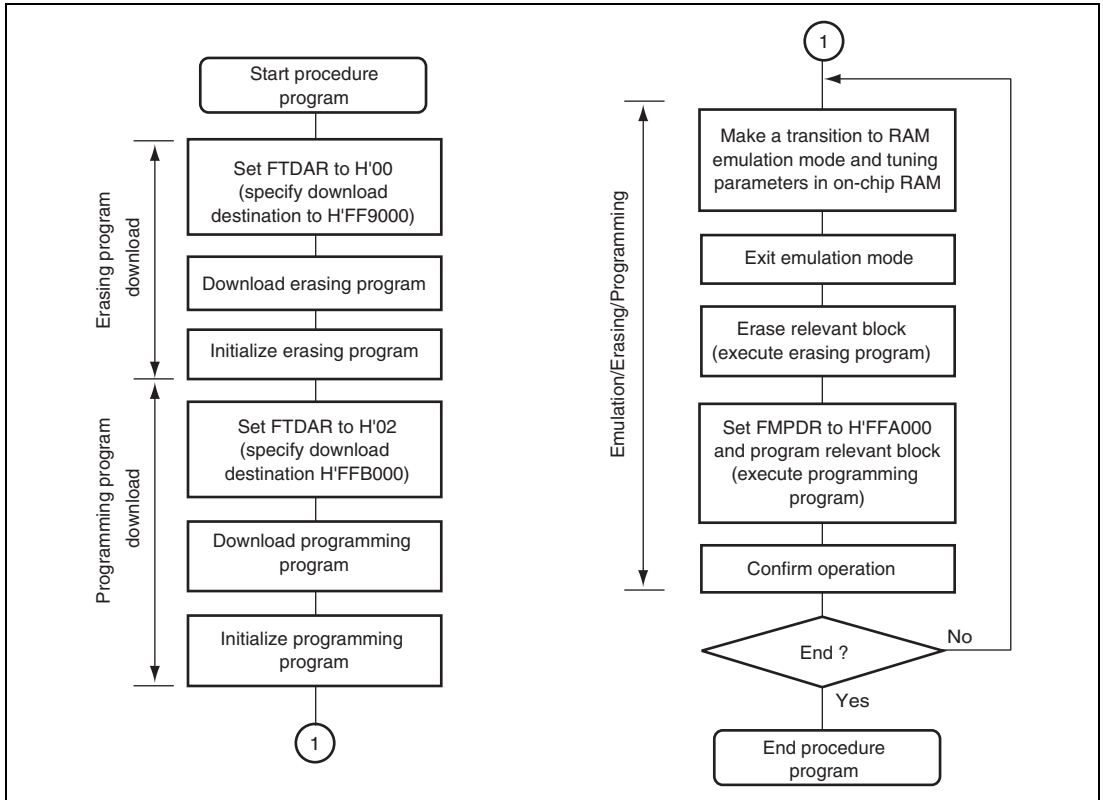 Start procedure
program
Erasing program
download
Set FTDAR to H'00
(specify download
destination to H'FF9000)
Download erasing program
Initialize erasing program
Programming program
download
Set FTDAR to H'02
(specify download
destination H'FFB000)
Download programming
program
Initialize programming
program
1
1
Emulation/Erasing/Programming
Make a transition to RAM
emulation mode and tuning
parameters in on-chip RAM
Exit emulation mode
Erase relevant block
(execute erasing program)
Set FMPDR to H'FFA000
and program relevant block
(execute programming
program)
Confirm operation
End ?
No
Yes
End procedure
program